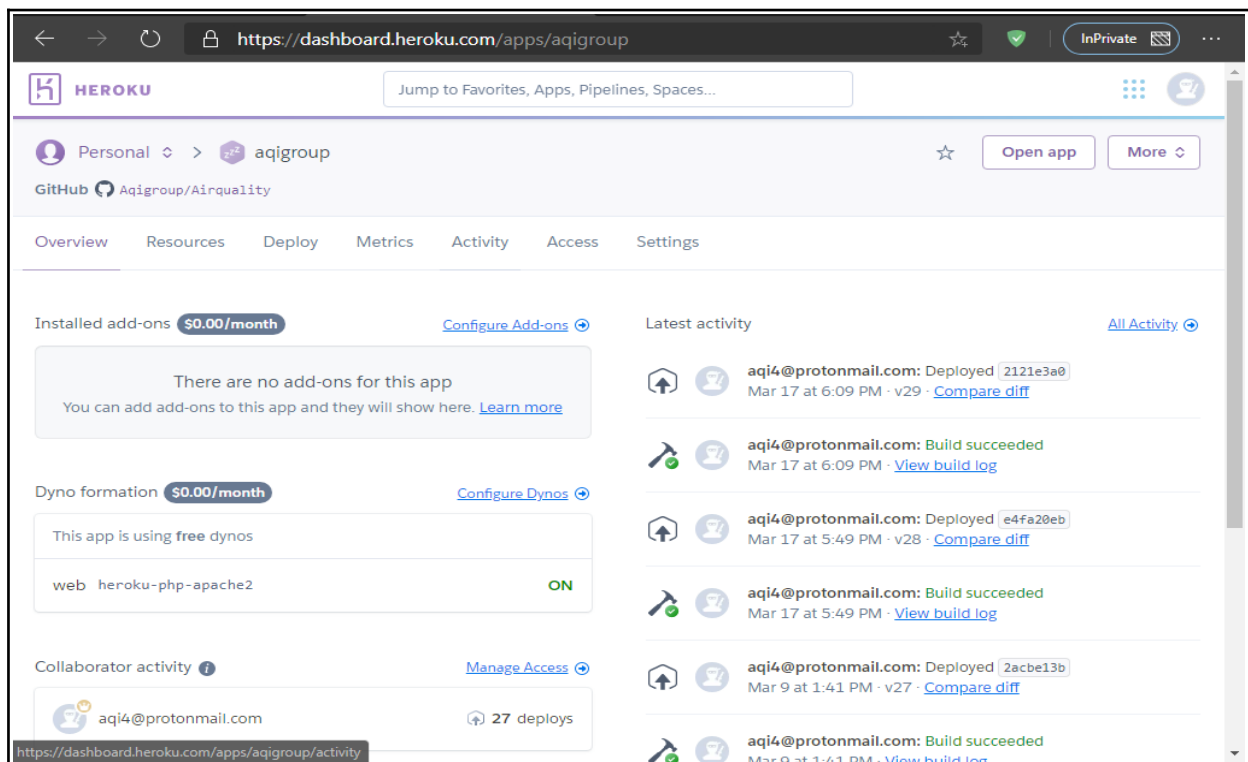 https://dashboard.heroku.com/apps/aqigroup
InPrivate
HEROKU
Jump to Favorites, Apps, Pipelines, Spaces...
Personal > aqigroup
Open app
More
GitHub Aqigroup/Airquality
Overview Resources Deploy Metrics Activity Access Settings
Installed add-ons $0.00/month
Configure Add-ons
There are no add-ons for this app
You can add add-ons to this app and they will show here. Learn more
Dyno formation $0.00/month
Configure Dynos
This app is using free dynos
web heroku-php-apache2 ON
Collaborator activity
Manage Access
aqi4@protonmail.com 27 deploys
https://dashboard.heroku.com/apps/aqigroup/activity
Latest activity
All Activity
aqi4@protonmail.com: Deployed 2121e3a0
Mar 17 at 6:09 PM · v29 · Compare diff
aqi4@protonmail.com: Build succeeded
Mar 17 at 6:09 PM · View build log
aqi4@protonmail.com: Deployed e4fa20eb
Mar 17 at 5:49 PM · v28 · Compare diff
aqi4@protonmail.com: Build succeeded
Mar 17 at 5:49 PM · View build log
aqi4@protonmail.com: Deployed 2acbe13b
Mar 9 at 1:41 PM · v27 · Compare diff
aqi4@protonmail.com: Build succeeded
Mar 9 at 1:41 PM · View build log